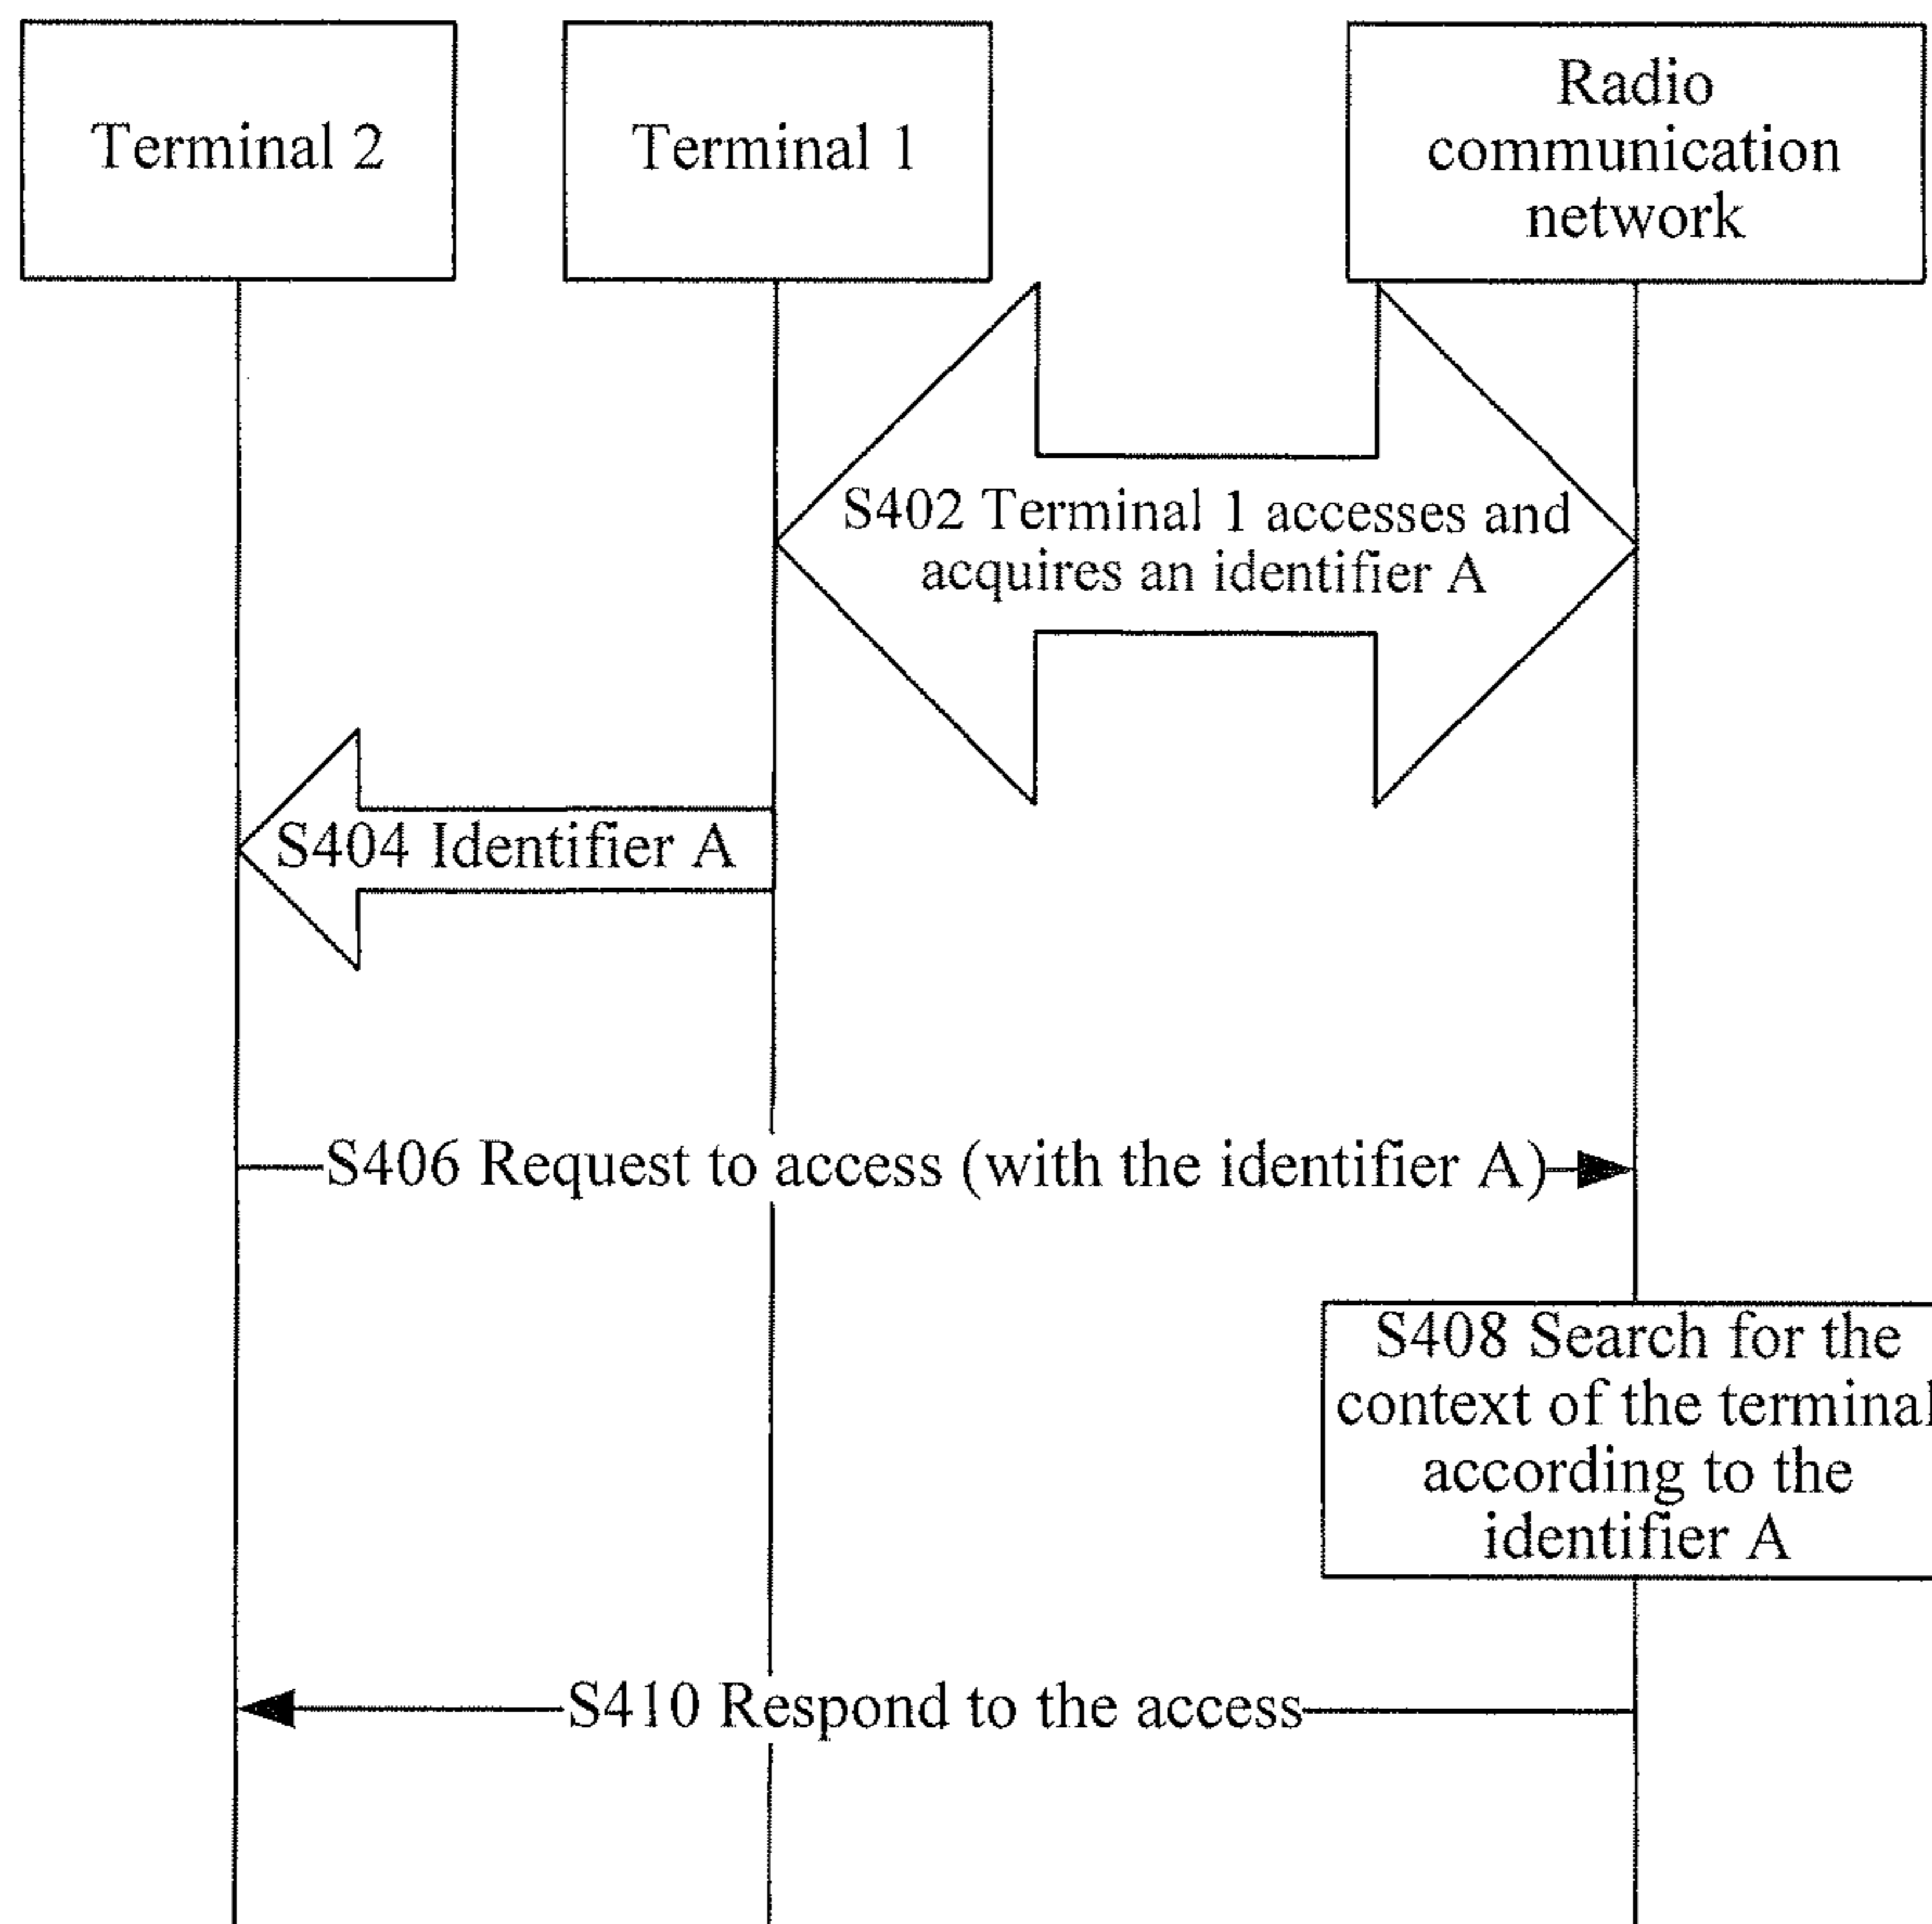 Terminal 2
Terminal 1
Radio
communication
network
S402 Terminal 1 accesses and
acquires an identifier A
S404 Identifier A
S406 Request to access (with the identifier A)
S408 Search for the
context of the terminal
according to the
identifier A
S410 Respond to the access